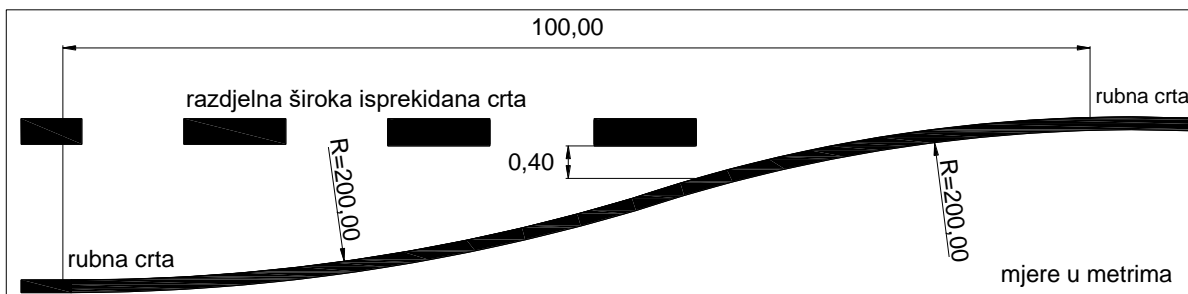 100,00
razdjelna široka isprekidana crta
rubna crta
0,40
R=200,00
R=200,00
rubna crta
mjere u metrima